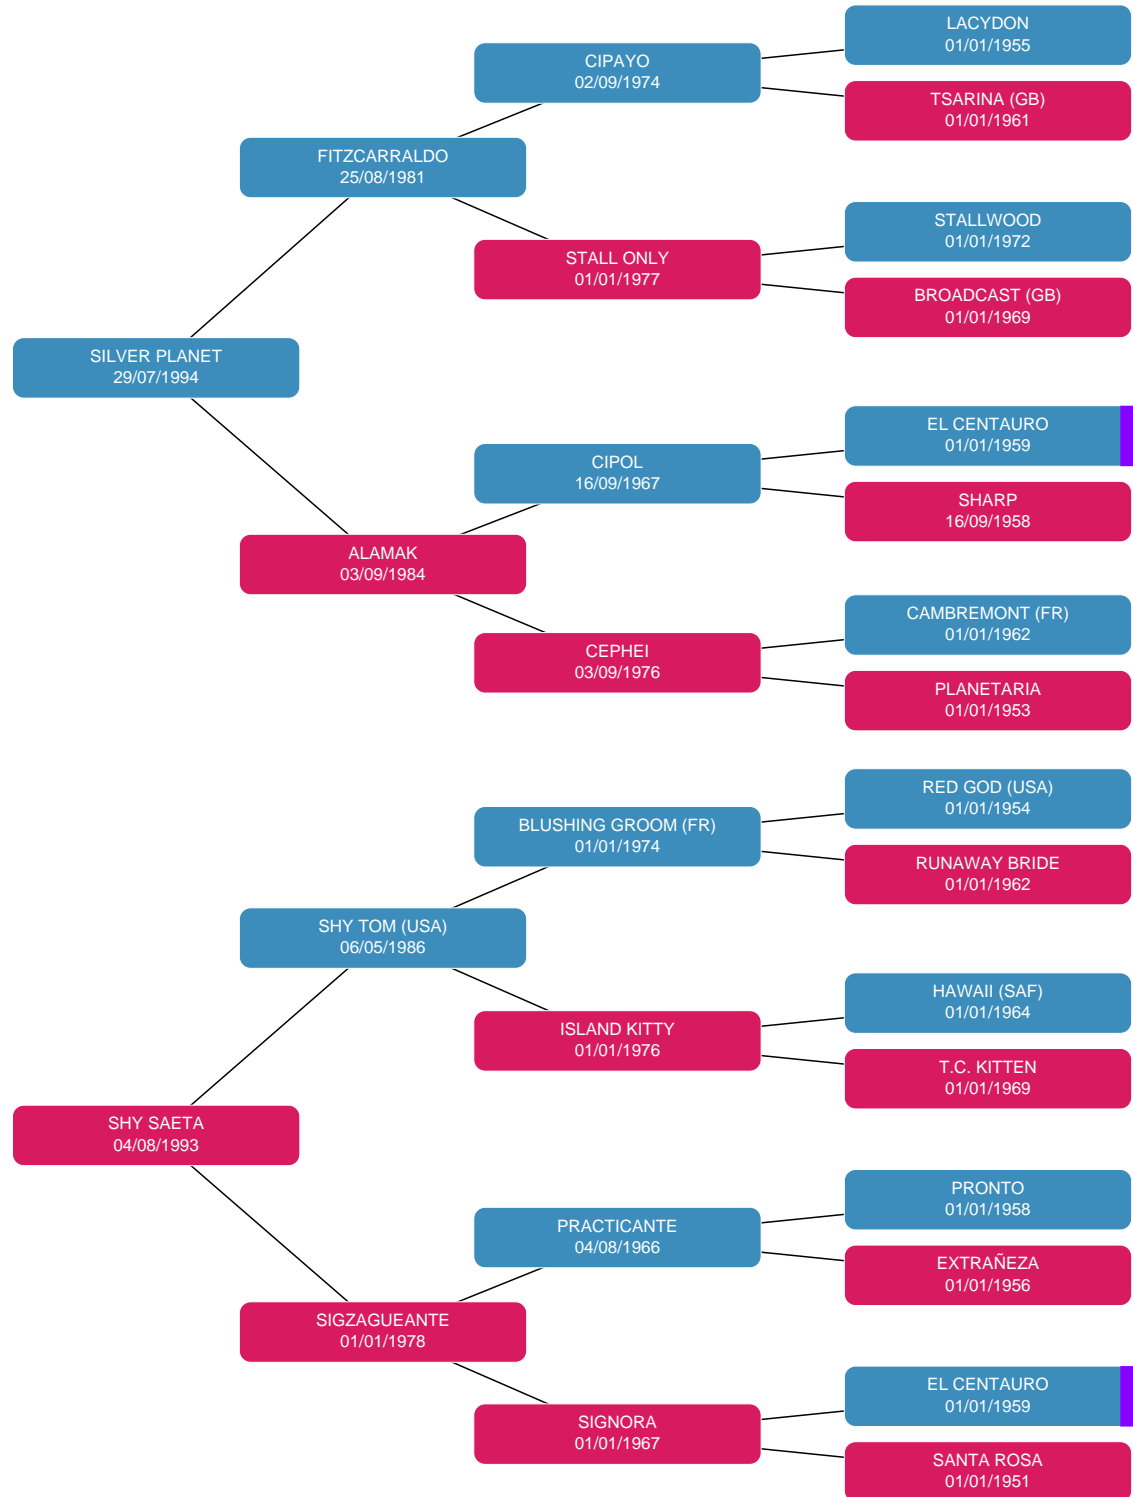 LACYDON
01/01/1955
CIPAYO
02/09/1974
TSARINA (GB)
01/01/1961
FITZCARRALDO
25/08/1981
STALLWOOD
01/01/1972
STALL ONLY
01/01/1977
BROADCAST (GB)
01/01/1969
SILVER PLANET
29/07/1994
EL CENTAURO
01/01/1959
CIPOL
16/09/1967
SHARP
16/09/1958
ALAMAK
03/09/1984
CAMBREMONT (FR)
01/01/1962
CEPHEI
03/09/1976
PLANETARIA
01/01/1953
RED GOD (USA)
01/01/1954
BLUSHING GROOM (FR)
01/01/1974
RUNAWAY BRIDE
01/01/1962
SHY TOM (USA)
06/05/1986
HAWAII (SAF)
01/01/1964
ISLAND KITTY
01/01/1976
T.C. KITTEN
01/01/1969
SHY SAETA
04/08/1993
PRONTO
01/01/1958
PRACTICANTE
04/08/1966
EXTRAÑEZA
01/01/1956
SIGZAGUEANTE
01/01/1978
EL CENTAURO
01/01/1959
SIGNORA
01/01/1967
SANTA ROSA
01/01/1951